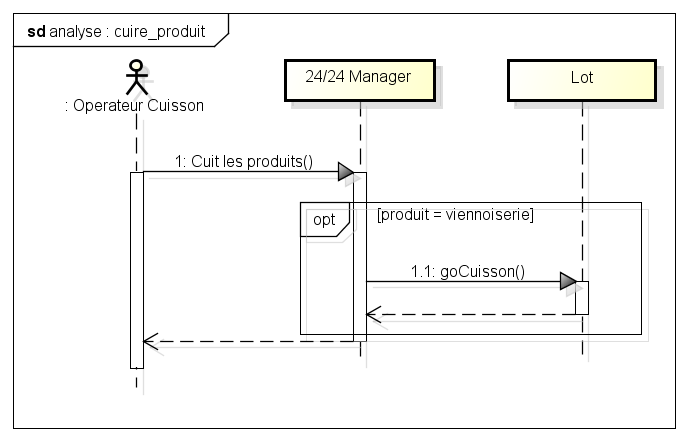 sd analyse : cuire_produit
: Operateur Cuisson
24/24 Manager
Lot
1: Cuit les produits()
opt
[produit = viennoiserie]
1.1: goCuisson()